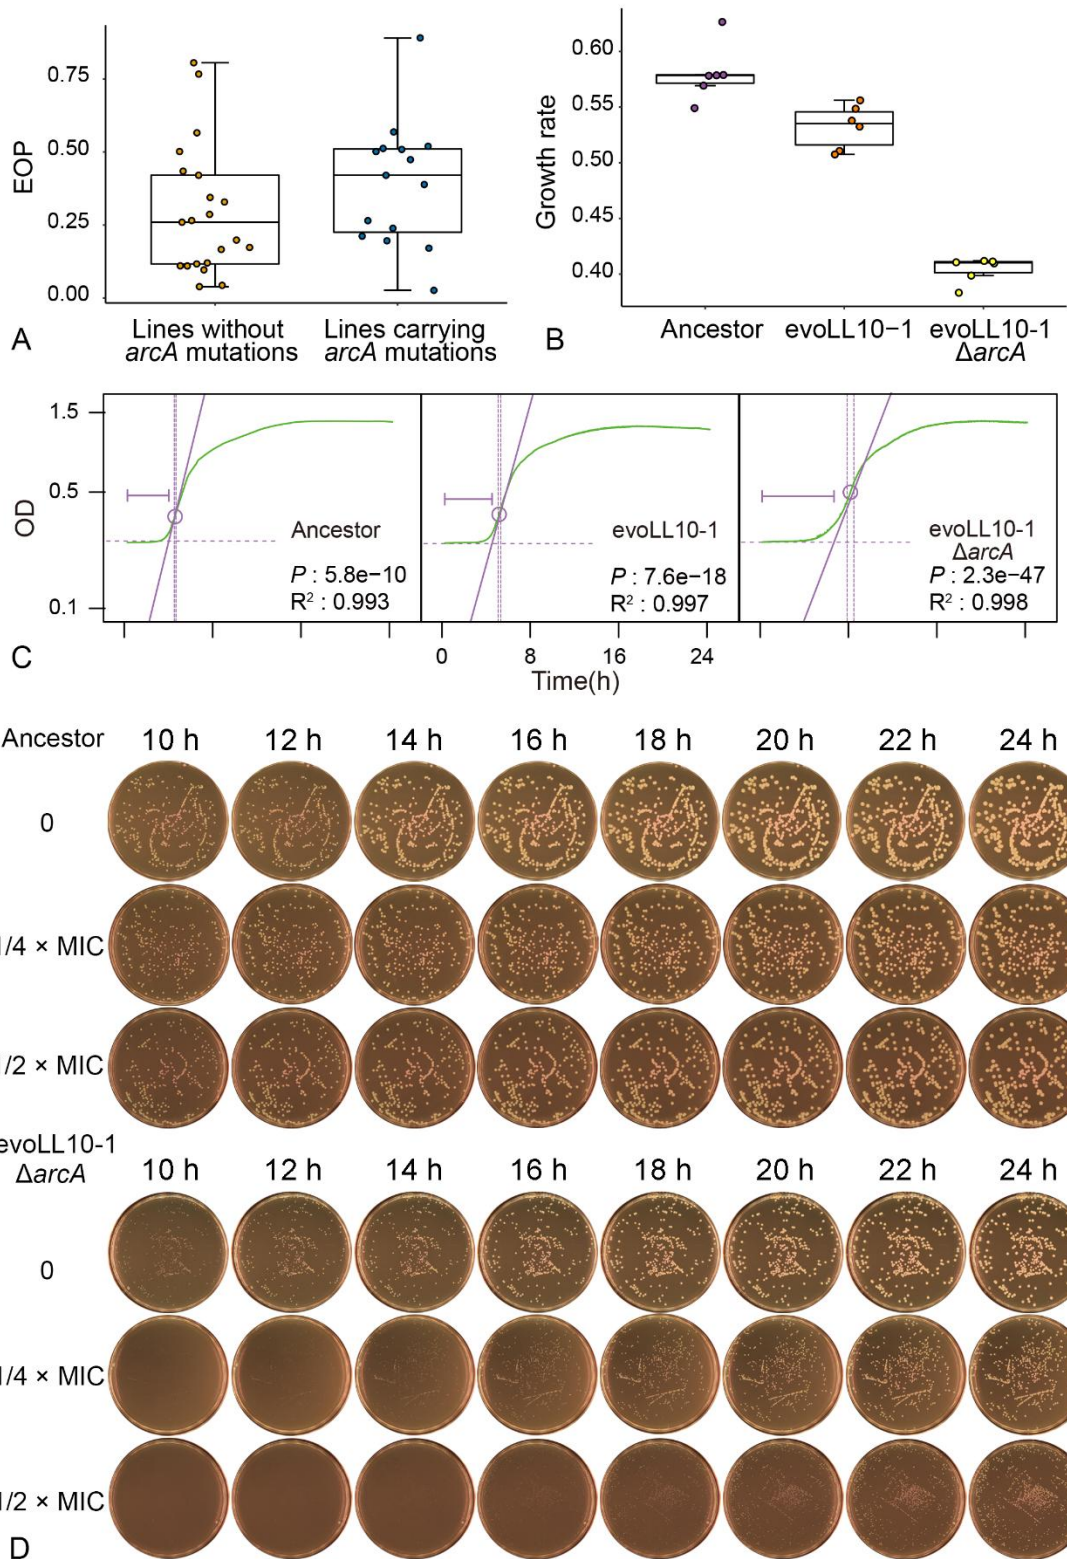 0.75
0.50
0.25
0.00
EOP
Lines without
arcA mutations
Lines carrying
arcA mutations
A
0.60
0.55
0.50
0.45
0.40
Growth rate
Ancestor
evoLL10−1
evoLL10-1
ΔarcA
B
1.5
0.5
0.1
OD
Ancestor
P : 5.8e−10
R² : 0.993
evoLL10-1
P : 7.6e−18
R² : 0.997
evoLL10-1
ΔarcA
P : 2.3e−47
R² : 0.998
0 8 16 24
Time(h)
C
Ancestor 10 h 12 h 14 h 16 h 18 h 20 h 22 h 24 h
0
1/4 × MIC
1/2 × MIC
evoLL10-1
ΔarcA
10 h 12 h 14 h 16 h 18 h 20 h 22 h 24 h
0
1/4 × MIC
1/2 × MIC
D